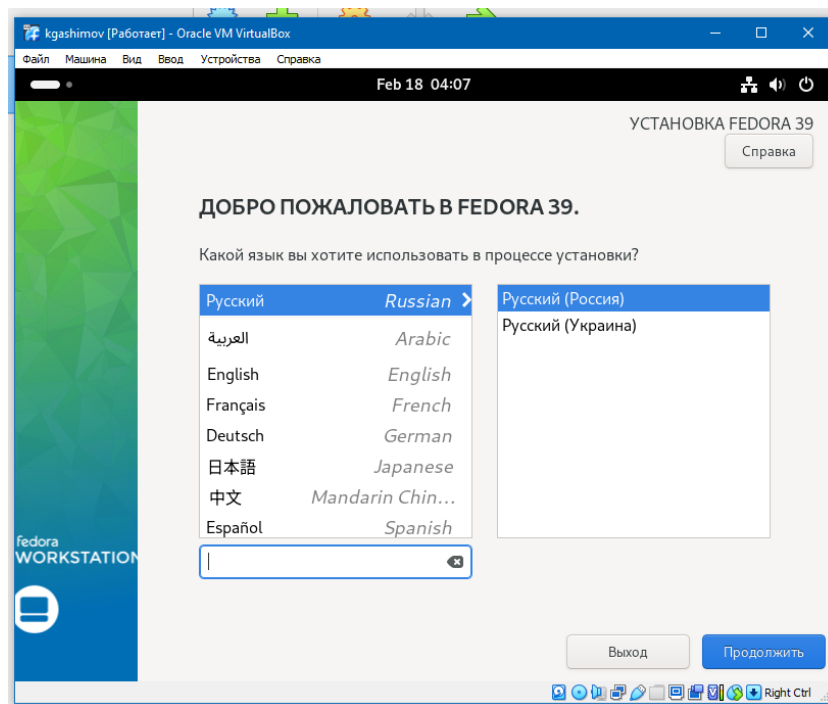 kgashimov [Работает] - Oracle VM VirtualBox
Файл Машина Вид Ввод Устройства Справка
Feb 18 04:07
УСТАНОВКА FEDORA 39
Справка
ДОБРО ПОЖАЛОВАТЬ В FEDORA 39.
Какой язык вы хотите использовать в процессе установки?
Русский Russian
العربية Arabic
English English
Français French
Deutsch German
日本語 Japanese
中文 Mandarin Chin...
Español Spanish
Русский (Россия)
Русский (Украина)
fedora
WORKSTATION
Выход
Продолжить
Right Ctrl